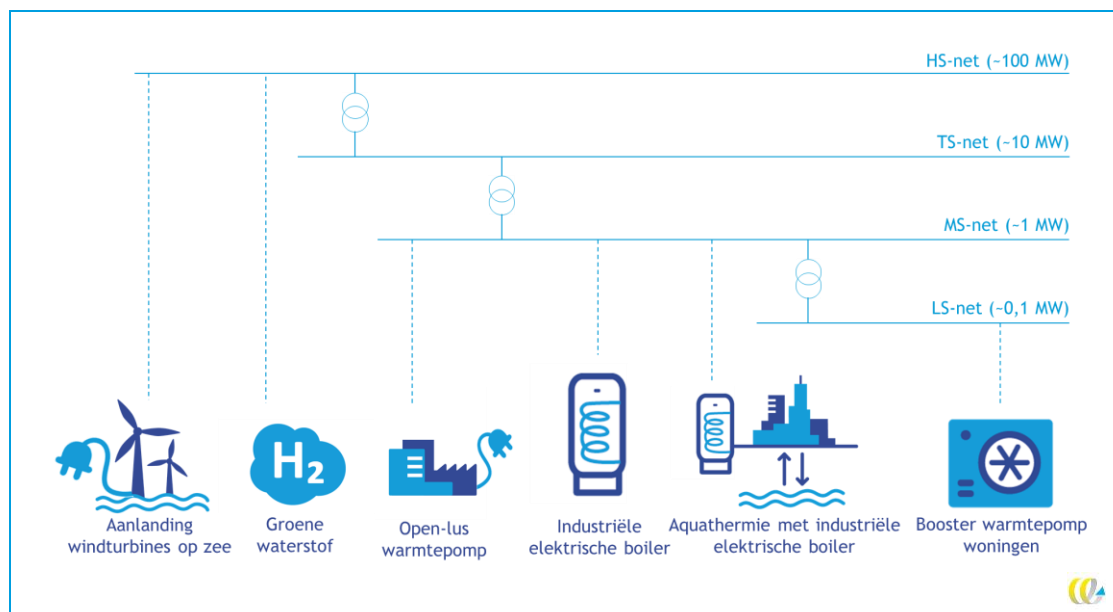 HS-net (~100 MW)
TS-net (~10 MW)
MS-net (~1 MW)
LS-net (~0,1 MW)
H2
Aanlanding
windturbines op zee
Groene
waterstof
Open-lus
warmtepomp
Industriële
elektrische boiler
Aquathermie met industriële
elektrische boiler
Booster warmtepomp
woningen